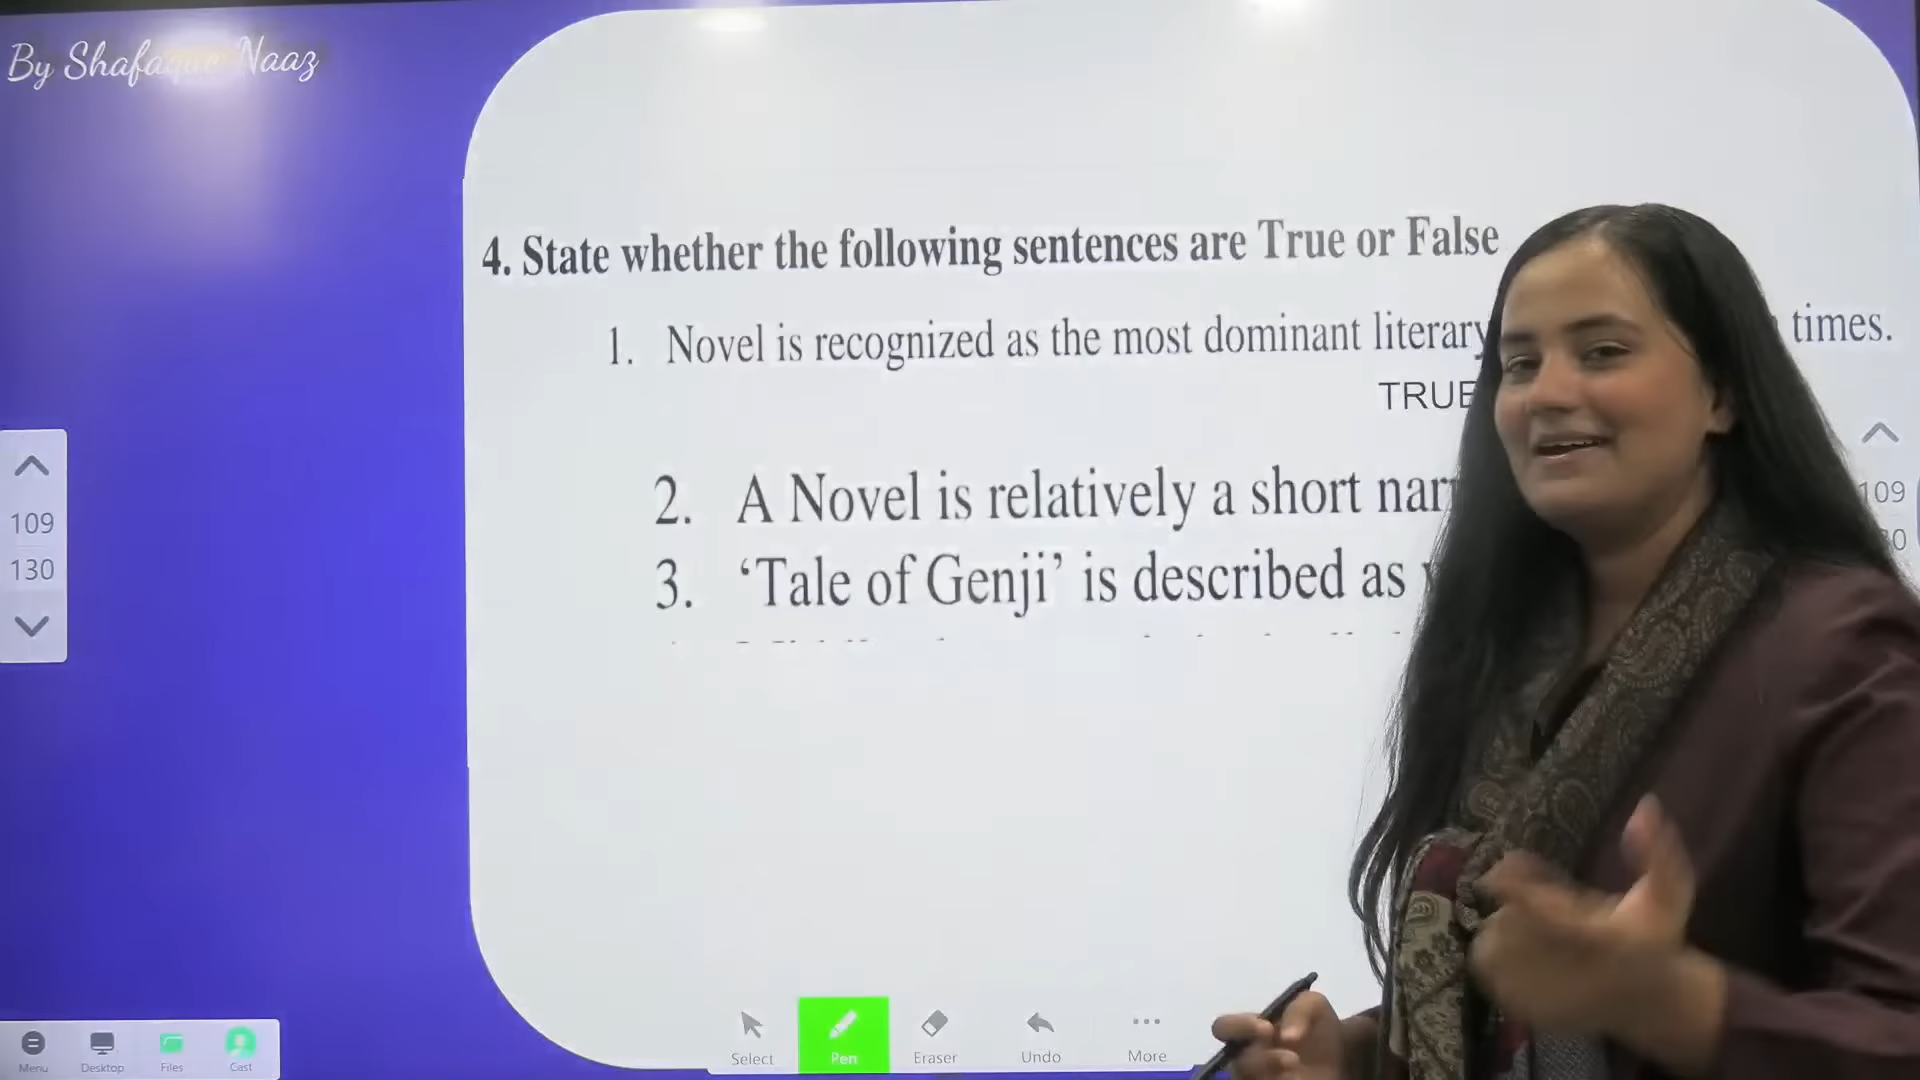 By Shafaque Naaz
4. State whether the following sentences are True or False
1. Novel is recognized as the most dominant literary times.
TRUE
2. A Novel is relatively a short
3. ‘Tale of Genji’ is described as
109
130
109
Select
Pen
Eraser
Undo
More
Menu
Desktop
Files
Cast